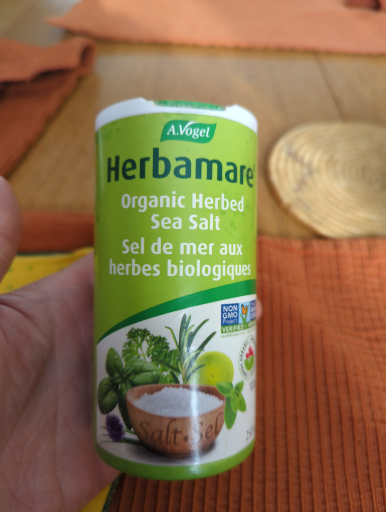 A.Vogel
Herbamare
Organic Herbed
Sea Salt
Sel de mer aux
herbes biologiques
NON
GMO
Project
VERIFIED
Salt • Sel